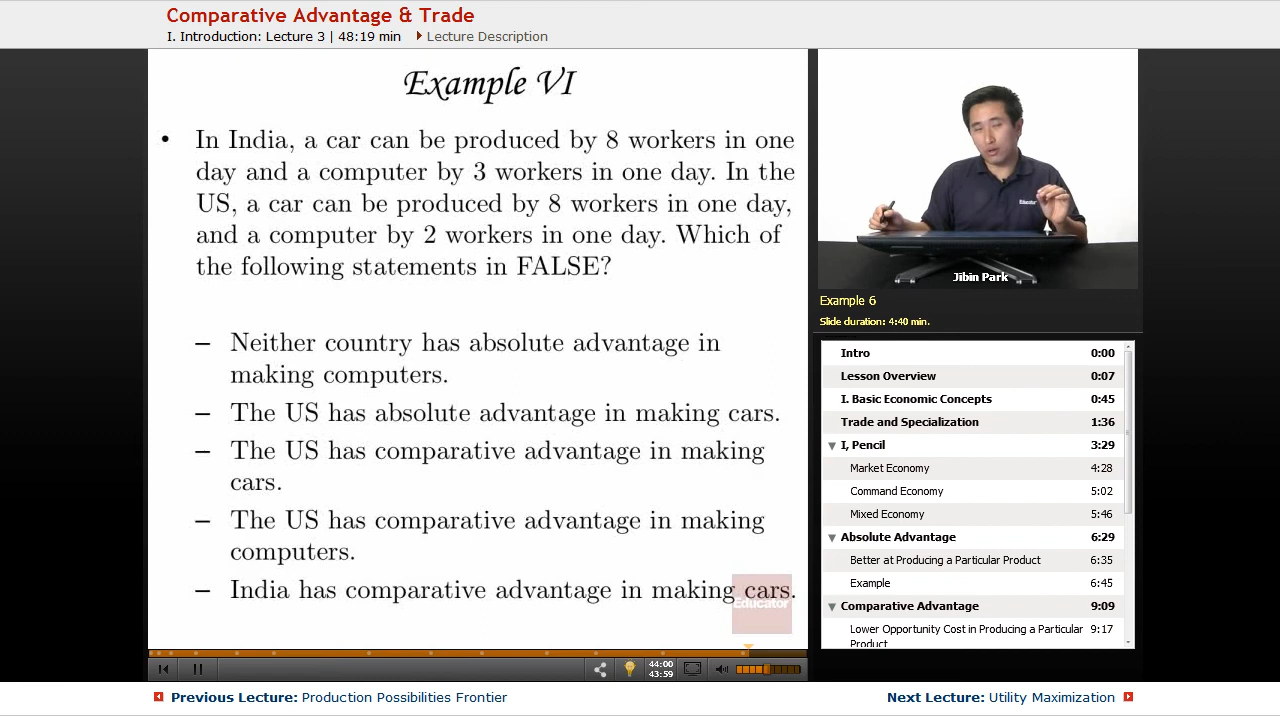 Comparative Advantage & Trade
I. Introduction: Lecture 3 | 48:19 min Lecture Description
Example VI
• In India, a car can be produced by 8 workers in one
day and a computer by 3 workers in one day. In the
US, a car can be produced by 8 workers in one day,
and a computer by 2 workers in one day. Which of
the following statements in FALSE?
– Neither country has absolute advantage in
making computers.
– The US has absolute advantage in making cars.
– The US has comparative advantage in making
cars.
– The US has comparative advantage in making
computers.
– India has comparative advantage in making cars.
Educator
44:00
43:59
Educator
Jibin Park
Example 6
Slide duration: 4:40 min.
Intro 0:00
Lesson Overview 0:07
I. Basic Economic Concepts 0:45
Trade and Specialization 1:36
I, Pencil 3:29
Market Economy 4:28
Command Economy 5:02
Mixed Economy 5:46
Absolute Advantage 6:29
Better at Producing a Particular Product 6:35
Example 6:45
Comparative Advantage 9:09
Lower Opportunity Cost in Producing a Particular 9:17
Product
Previous Lecture: Production Possibilities Frontier
Next Lecture: Utility Maximization